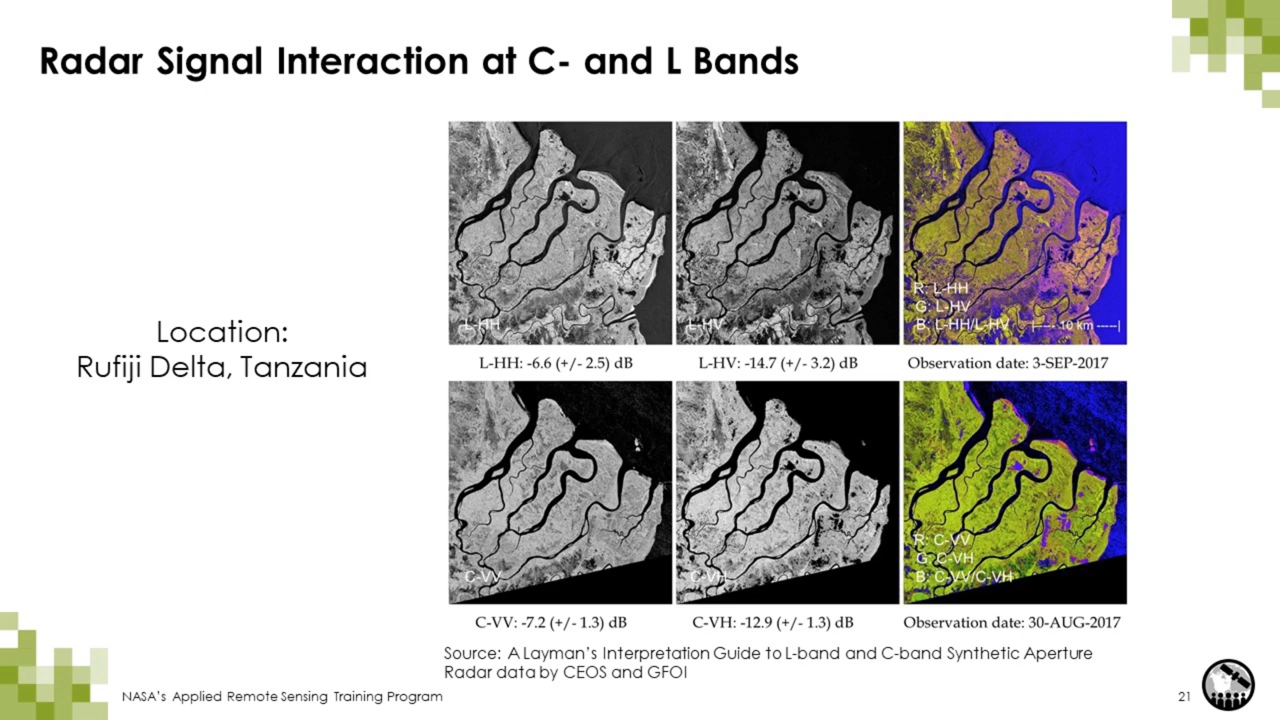 Radar Signal Interaction at C- and L Bands
Location:
Rufiji Delta, Tanzania
L-HH
L-HV
R: L-HH
G: L-HV
B: L-HH/L-HV
|---- 10 km ----|
L-HH: -6.6 (+/- 2.5) dB
L-HV: -14.7 (+/- 3.2) dB
Observation date: 3-SEP-2017
C-VV
C-VH
R: C-VV
G: C-VH
B: C-VV/C-VH
C-VV: -7.2 (+/- 1.3) dB
C-VH: -12.9 (+/- 1.3) dB
Observation date: 30-AUG-2017
Source: A Layman's Interpretation Guide to L-band and C-band Synthetic Aperture
Radar data by CEOS and GFOI
NASA's Applied Remote Sensing Training Program
21